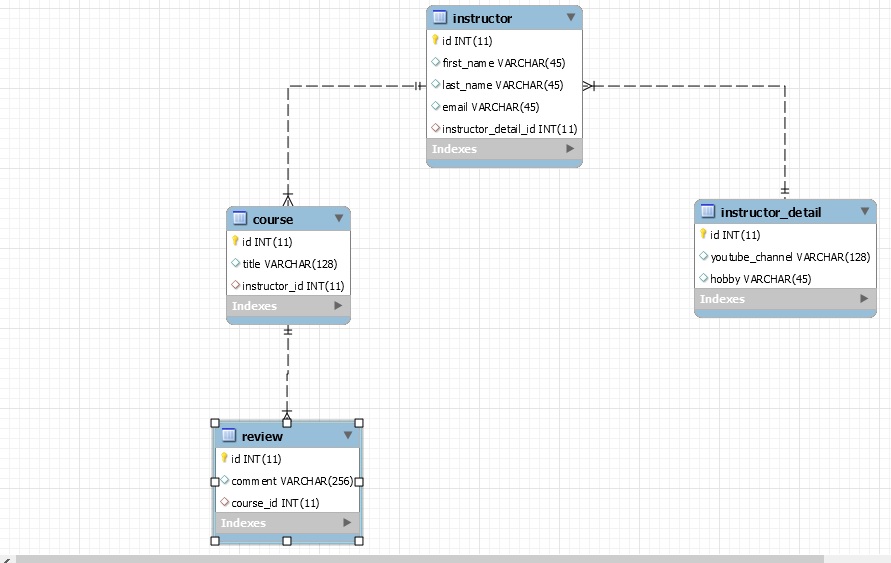 instructor
id INT(11)
first_name VARCHAR(45)
last_name VARCHAR(45)
email VARCHAR(45)
instructor_detail_id INT(11)
Indexes
course
id INT(11)
title VARCHAR(128)
instructor_id INT(11)
Indexes
instructor_detail
id INT(11)
youtube_channel VARCHAR(128)
hobby VARCHAR(45)
Indexes
review
id INT(11)
comment VARCHAR(256)
course_id INT(11)
Indexes